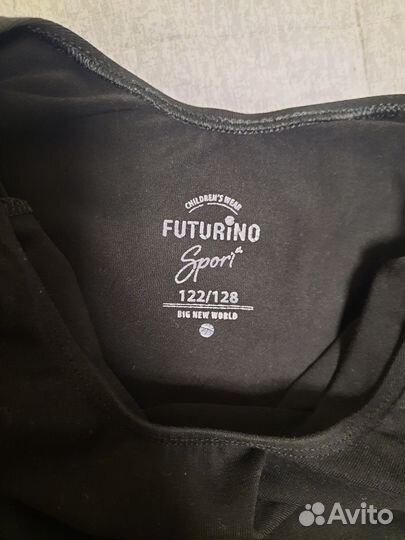 CHILDREN'S WEAR
FUTURINO
Sport
122/128
BIG NEW WORLD
Avito